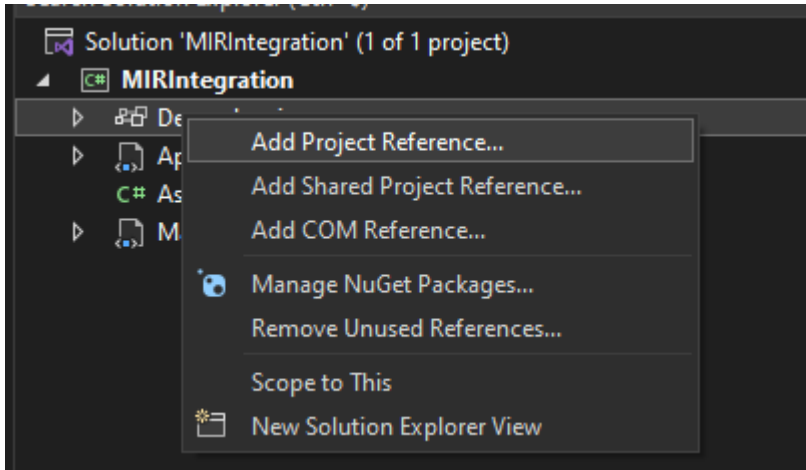 Solution 'MIRIntegration' (1 of 1 project)
C# MIRIntegration
Add Project Reference...
Add Shared Project Reference...
C# As
Add COM Reference...
Manage NuGet Packages...
Remove Unused References...
Scope to This
New Solution Explorer View